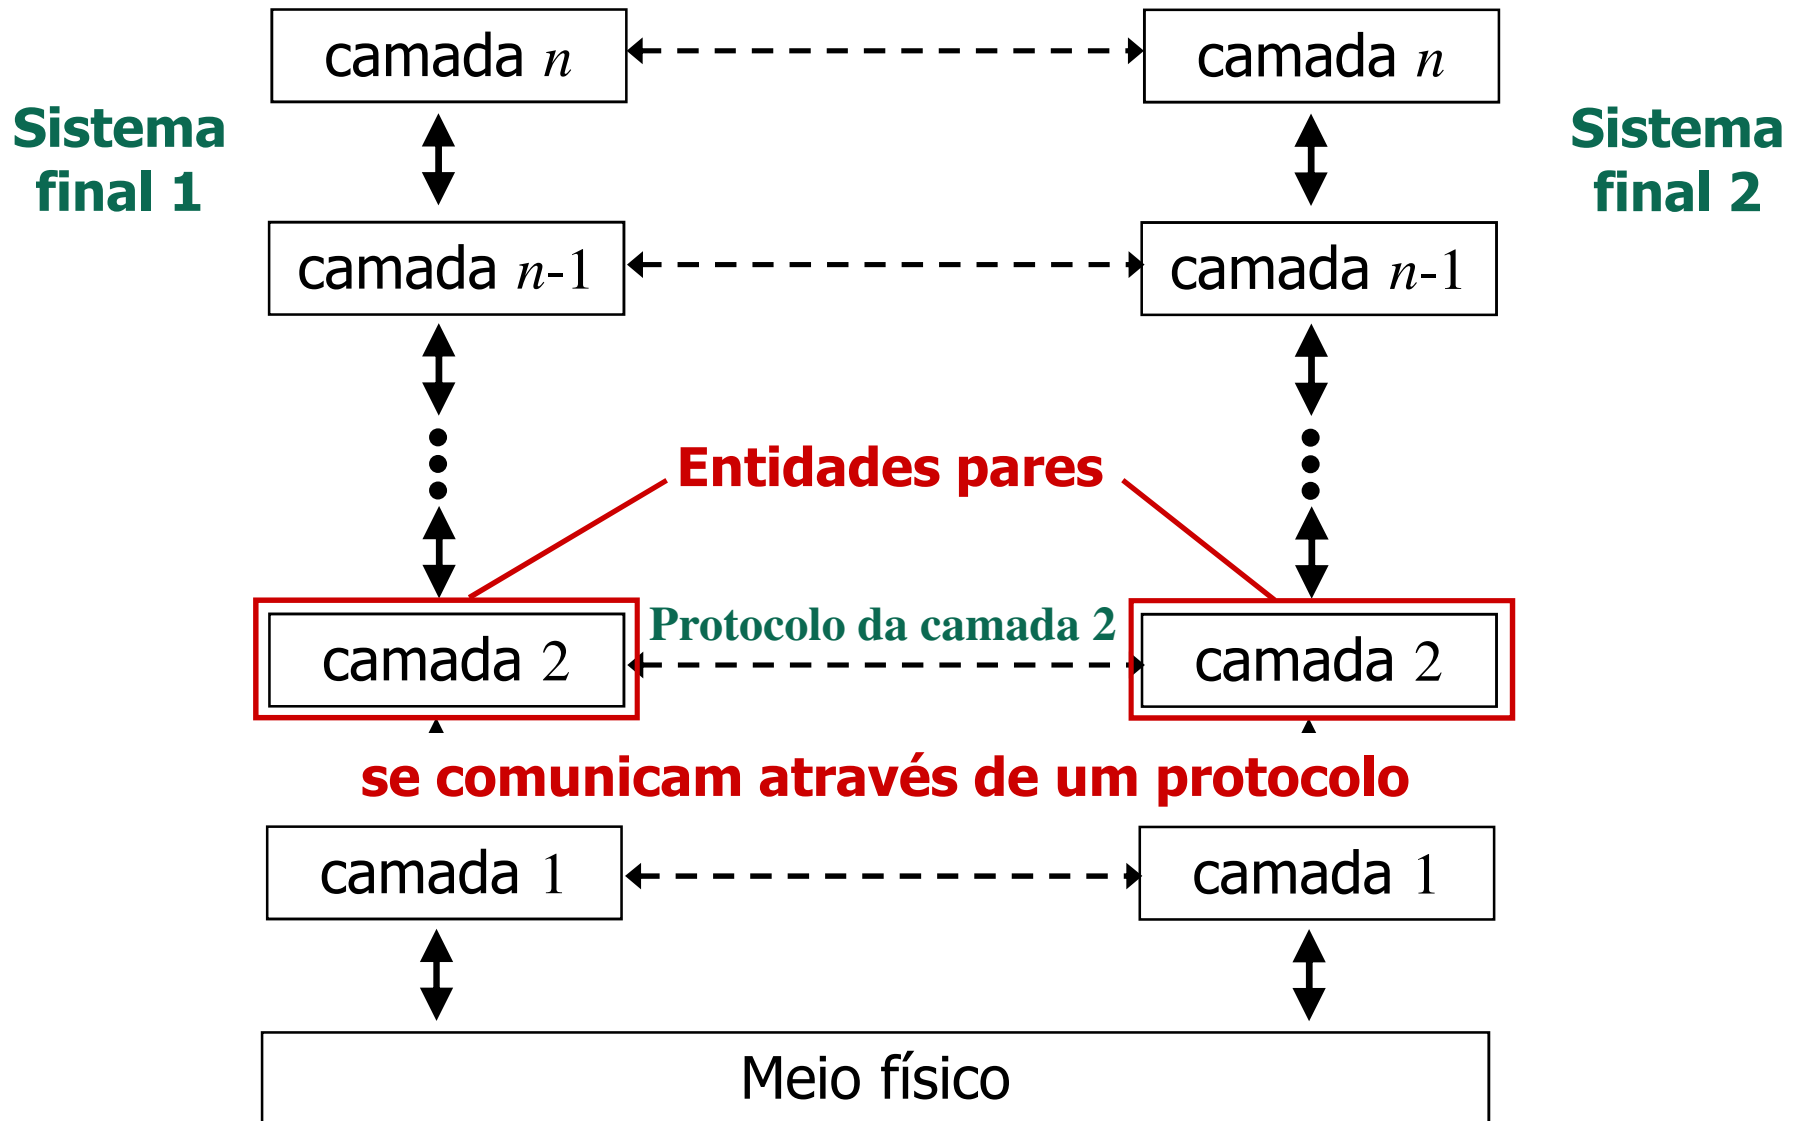 camada n
camada n
Sistema
final 1
Sistema
final 2
camada n-1
camada n-1
Entidades pares
Protocolo da camada 2
camada 2
camada 2
se comunicam através de um protocolo
camada 1
camada 1
Meio físico